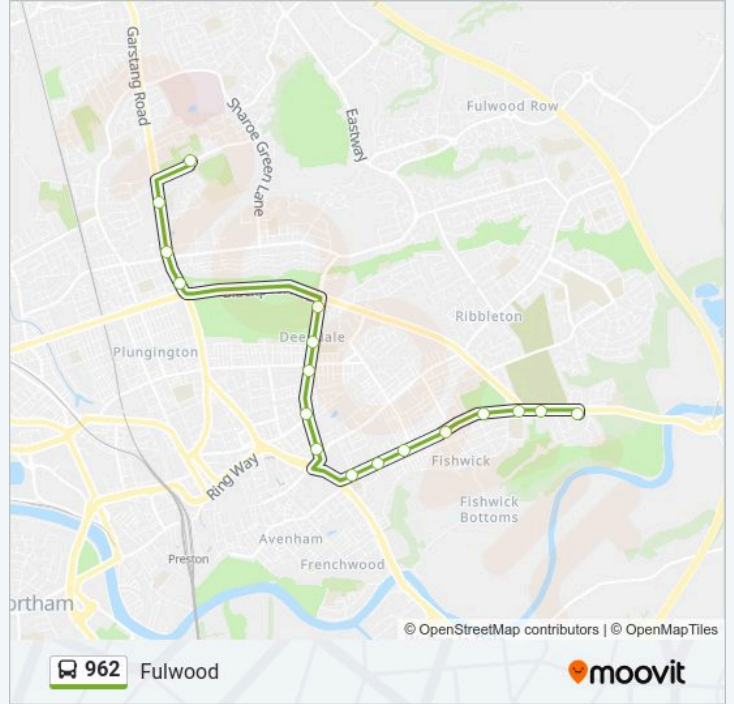 Garstang Road
Sharoe Green Lane
Eastway
Fulwood Row
Ribbleton
Plungington
Ring Way
Fishwick
Fishwick
Bottoms
Avenham
Frenchwood
Preston
ortham
© OpenStreetMap contributors | © OpenMapTiles
962 Fulwood
moovit